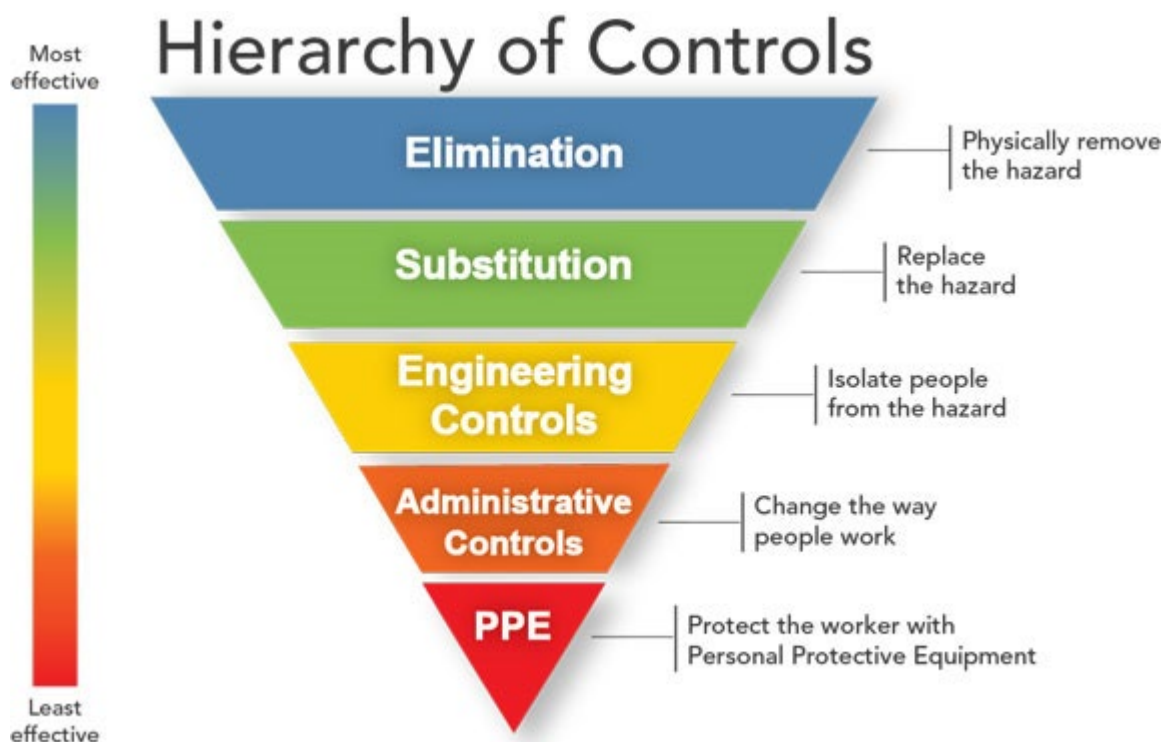 Hierarchy of Controls
Most
effective
Elimination
Physically remove
the hazard
Substitution
Replace
the hazard
Engineering
Controls
Isolate people
from the hazard
Administrative
Controls
Change the way
people work
PPE
Protect the worker with
Personal Protective Equipment
Least
effective